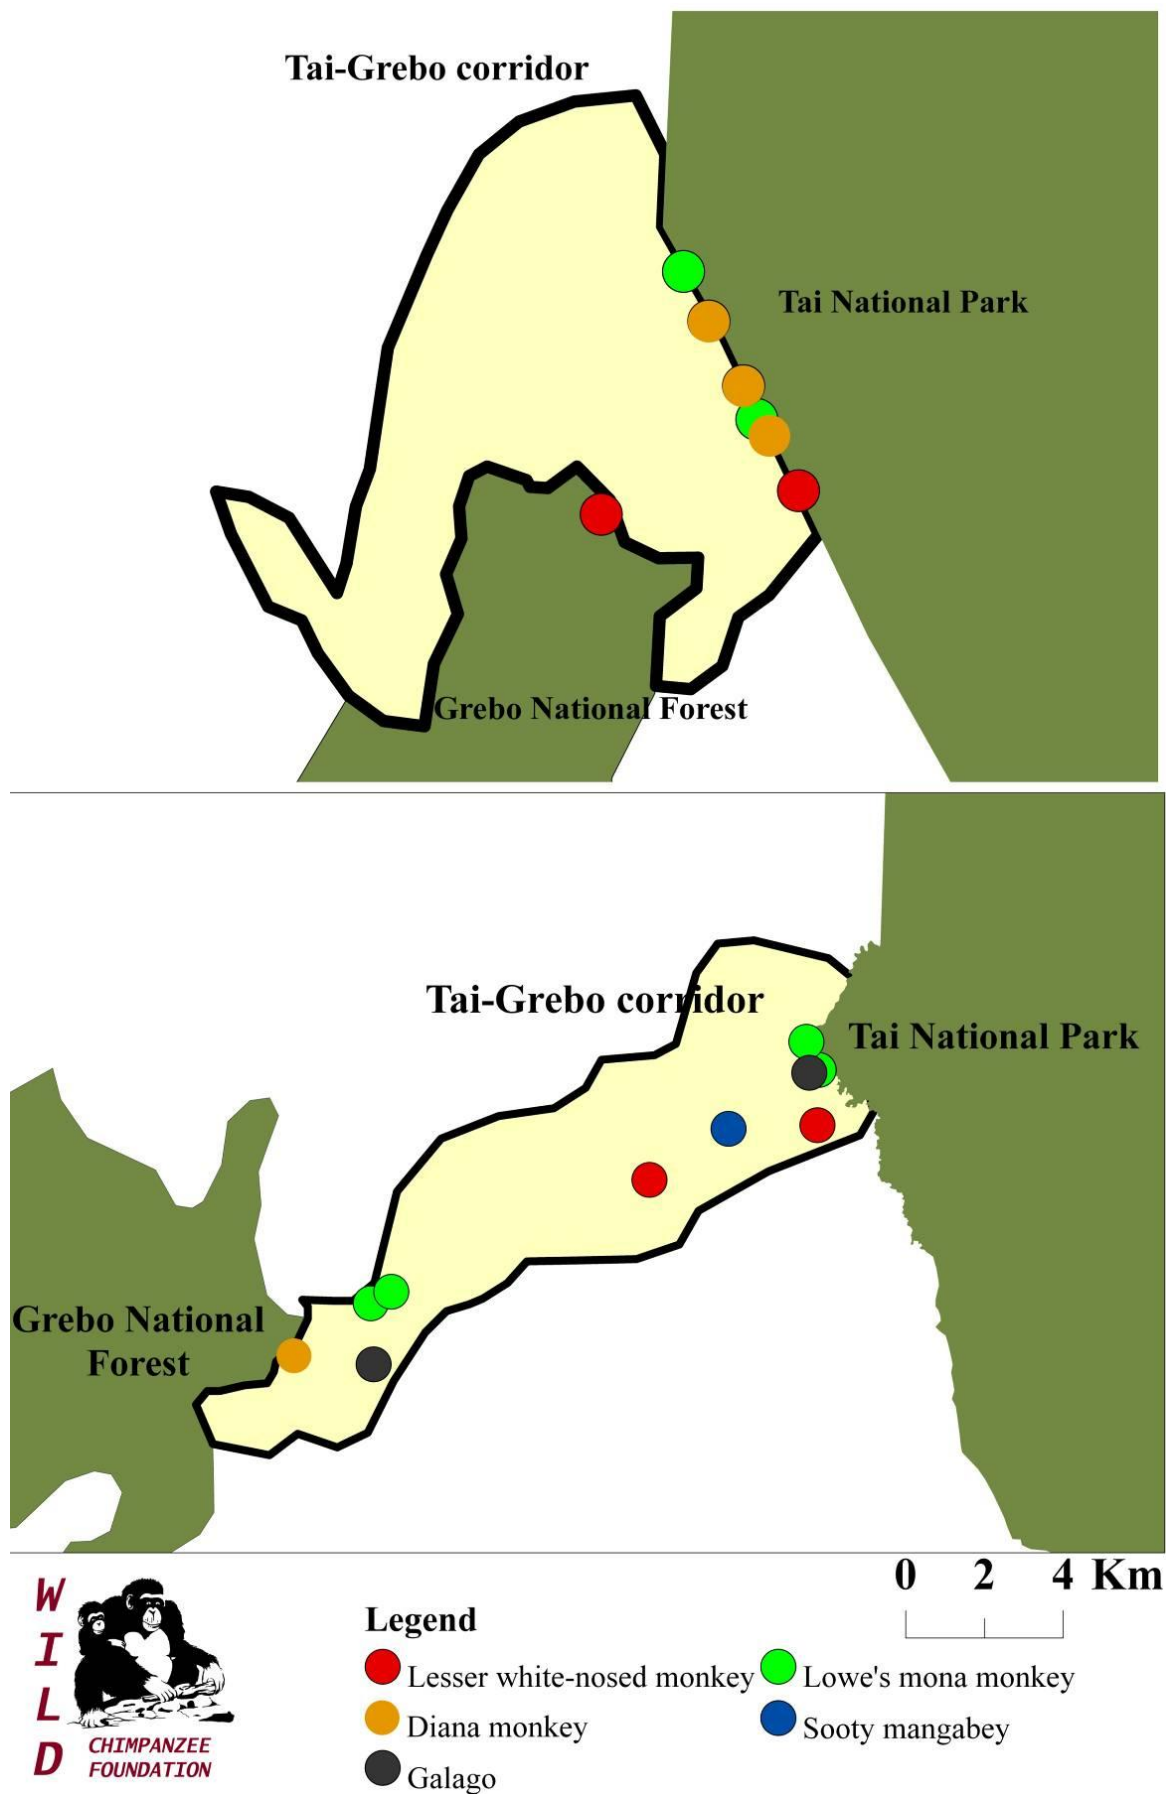 Tai-Grebo corridor
Tai National Park
Grebo National Forest
Tai-Grebo corridor
Tai National Park
Grebo National
Forest
0 2 4 Km
WILD
CHIMPANZEE
FOUNDATION
Legend
Lesser white-nosed monkey
Lowe's mona monkey
Diana monkey
Sooty mangabey
Galago